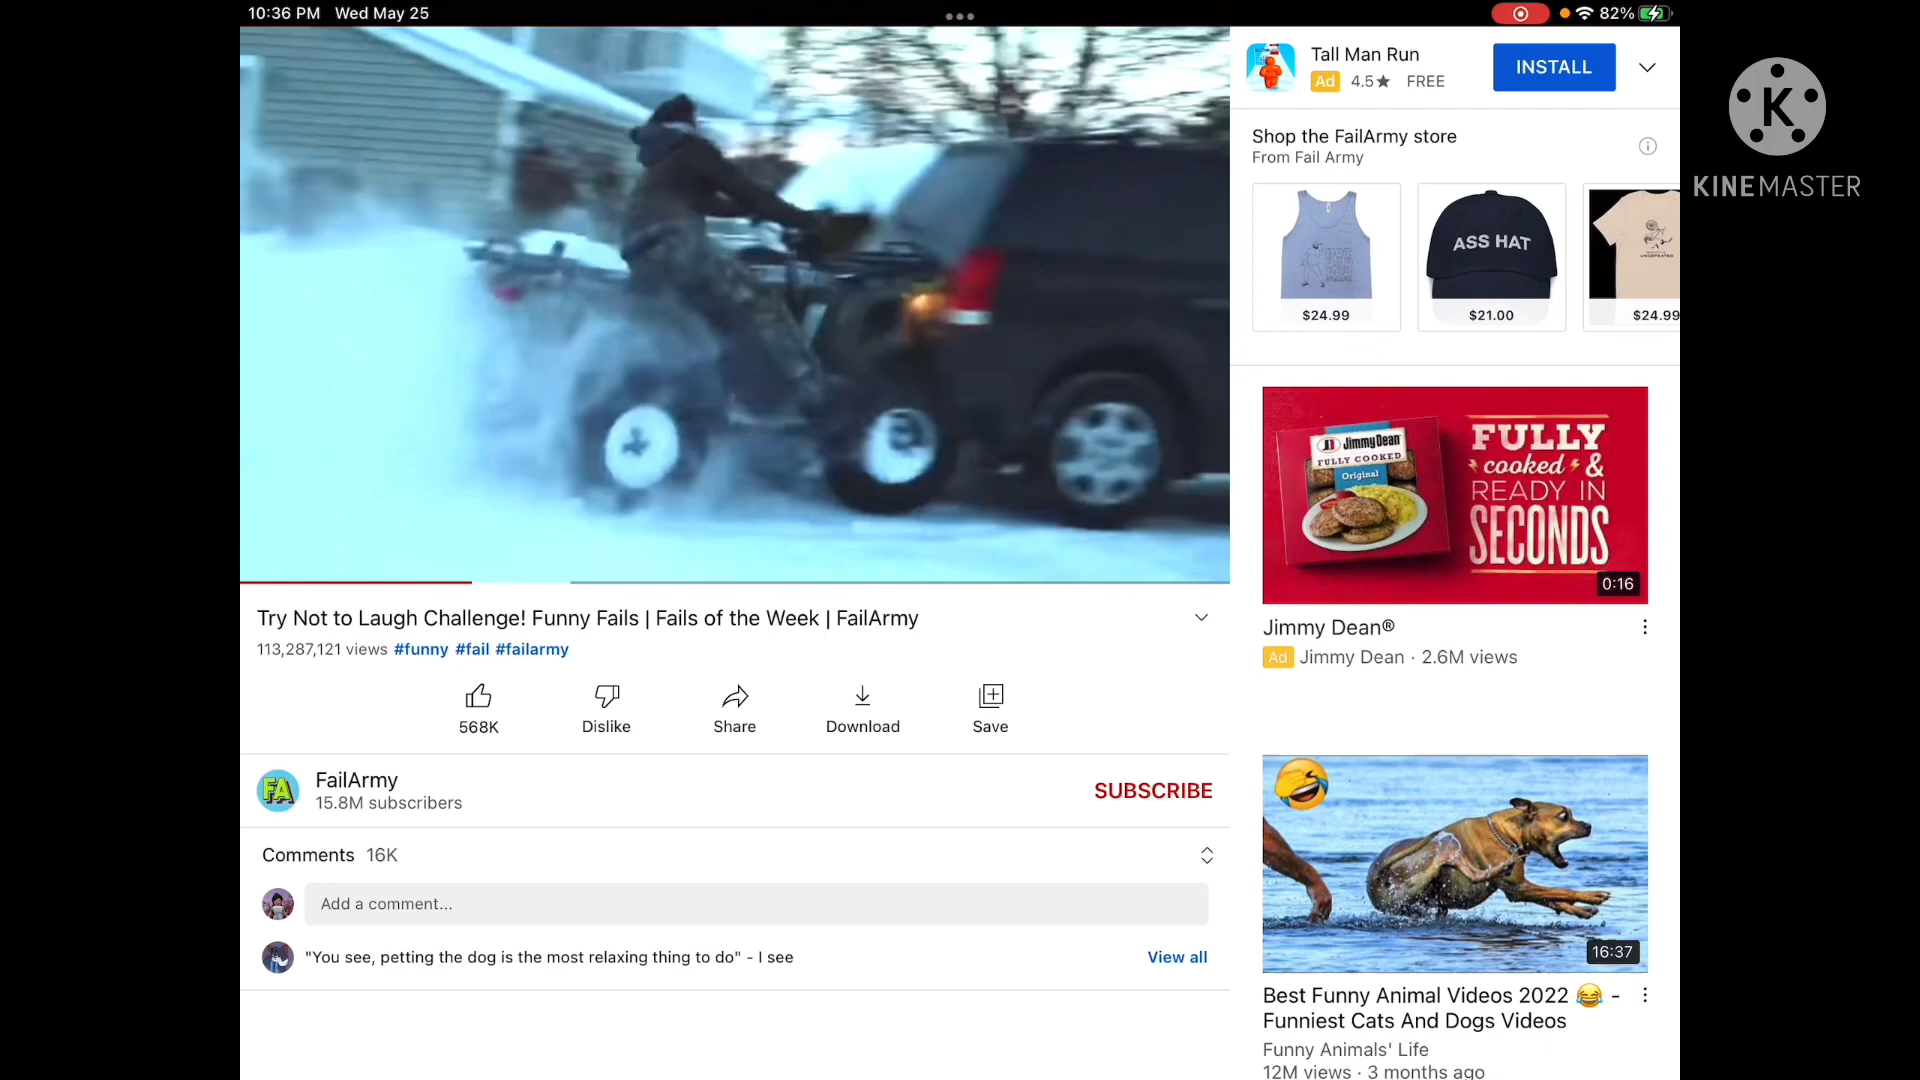 10:36 PM Wed May 25
82%
Tall Man Run
Ad 4.5★ FREE
INSTALL
K
KINEMASTER
Shop the FailArmy store
From Fail Army
ASS HAT
$24.99
$21.00
$24.99
JimmyDean
FULLY COOKED
Original
FULLY
cooked &
READY IN
SECONDS
0:16
Jimmy Dean®
Ad Jimmy Dean · 2.6M views
Try Not to Laugh Challenge! Funny Fails | Fails of the Week | FailArmy
113,287,121 views #funny #fail #failarmy
568K
Dislike
Share
Download
Save
FA
FailArmy
15.8M subscribers
SUBSCRIBE
Comments 16K
Add a comment...
"You see, petting the dog is the most relaxing thing to do" - I see
View all
16:37
Best Funny Animal Videos 2022 😂 -
Funniest Cats And Dogs Videos
Funny Animals' Life
12M views · 3 months ago